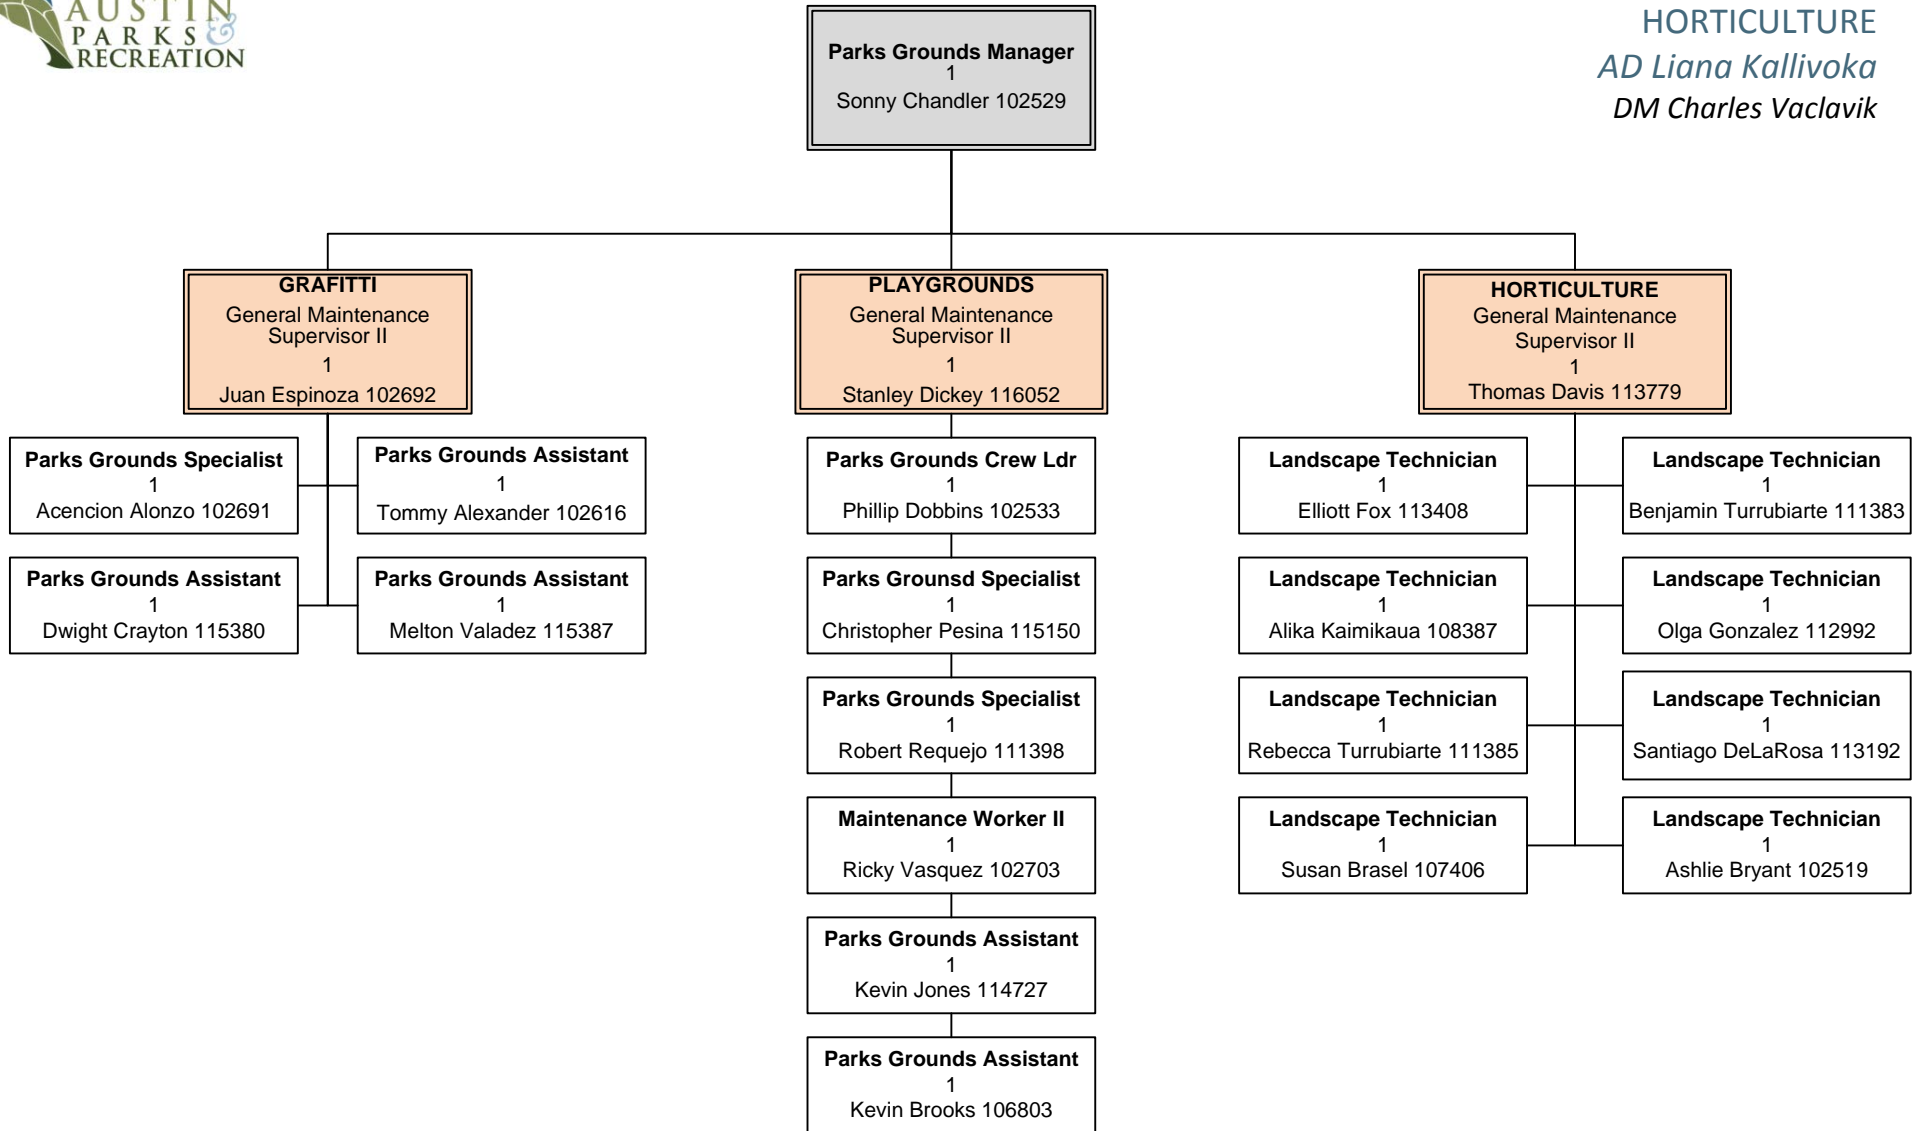 AUSTIN
PARKS &
RECREATION
HORTICULTURE
AD Liana Kallivoka
DM Charles Vaclavik
Parks Grounds Manager
1
Sonny Chandler 102529
GRAFITTI
General Maintenance
Supervisor II
1
Juan Espinoza 102692
Parks Grounds Specialist
1
Acencion Alonzo 102691
Parks Grounds Assistant
1
Tommy Alexander 102616
Parks Grounds Assistant
1
Dwight Crayton 115380
Parks Grounds Assistant
1
Melton Valadez 115387
PLAYGROUNDS
General Maintenance
Supervisor II
1
Stanley Dickey 116052
Parks Grounds Crew Ldr
1
Phillip Dobbins 102533
Parks Grounsd Specialist
1
Christopher Pesina 115150
Parks Grounds Specialist
1
Robert Requejo 111398
Maintenance Worker II
1
Ricky Vasquez 102703
Parks Grounds Assistant
1
Kevin Jones 114727
Parks Grounds Assistant
1
Kevin Brooks 106803
HORTICULTURE
General Maintenance
Supervisor II
1
Thomas Davis 113779
Landscape Technician
1
Elliott Fox 113408
Landscape Technician
1
Benjamin Turrubiarte 111383
Landscape Technician
1
Alika Kaimikaua 108387
Landscape Technician
1
Olga Gonzalez 112992
Landscape Technician
1
Rebecca Turrubiarte 111385
Landscape Technician
1
Santiago DeLaRosa 113192
Landscape Technician
1
Susan Brasel 107406
Landscape Technician
1
Ashlie Bryant 102519